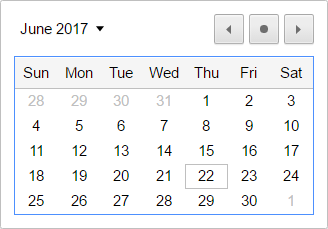 June 2017
Sun Mon Tue Wed Thu Fri Sat
28 29 30 31 1 2 3
4 5 6 7 8 9 10
11 12 13 14 15 16 17
18 19 20 21 22 23 24
25 26 27 28 29 30 1